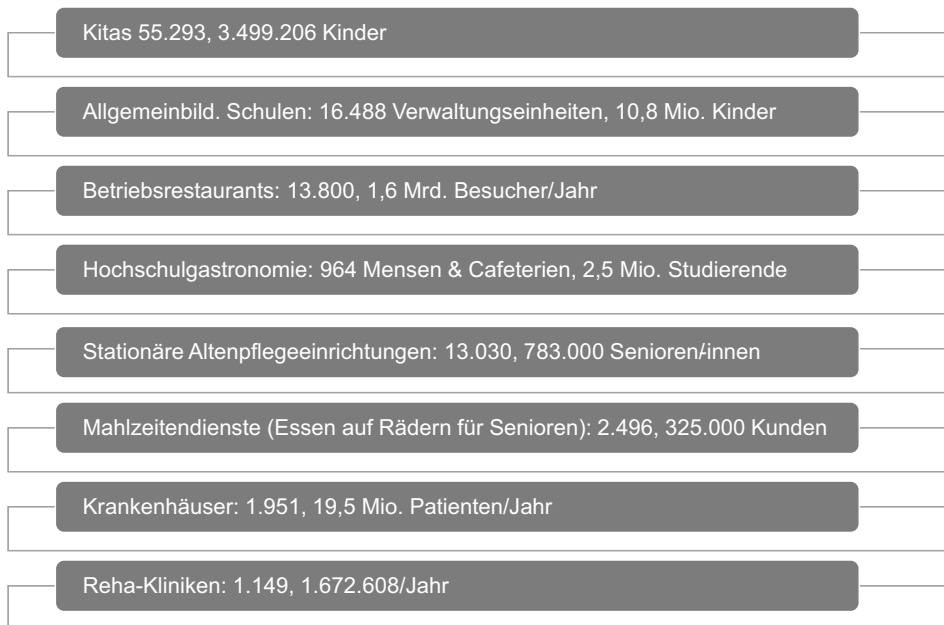 Kitas 55.293, 3.499.206 Kinder
Allgemeinbild. Schulen: 16.488 Verwaltungseinheiten, 10,8 Mio. Kinder
Betriebsrestaurants: 13.800, 1,6 Mrd. Besucher/Jahr
Hochschulgastronomie: 964 Mensen & Cafeterien, 2,5 Mio. Studierende
Stationäre Altenpflegeeinrichtungen: 13.030, 783.000 Senioren/innen
Mahlzeitendienste (Essen auf Rädern für Senioren): 2.496, 325.000 Kunden
Krankenhäuser: 1.951, 19,5 Mio. Patienten/Jahr
Reha-Kliniken: 1.149, 1.672.608/Jahr